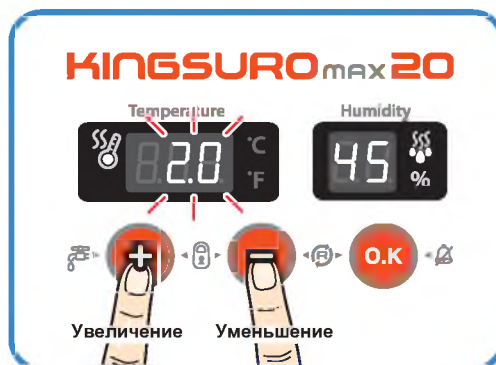 KINGSURO max 20
Temperature Humidity
2.0 °C °F 45 %
+ - R O.K
Увеличение Уменьшение